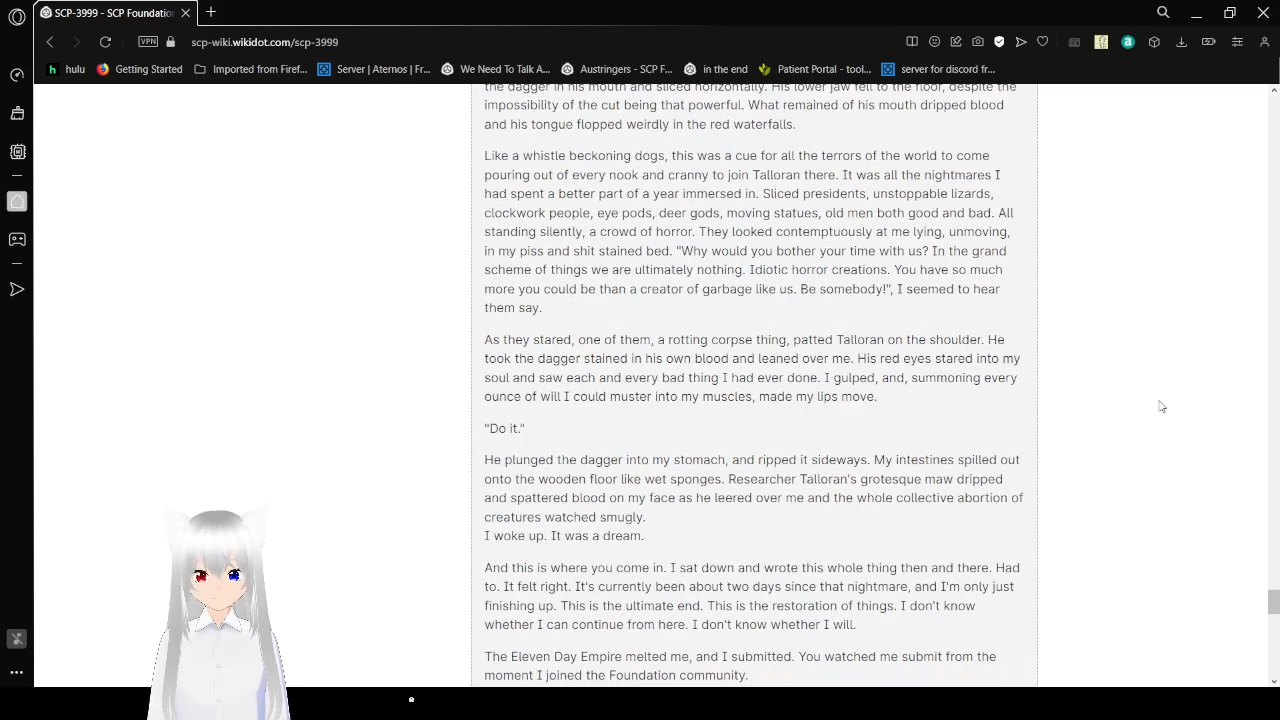 SCP-3999 - SCP Foundatio
VPN
scp-wiki.wikidot.com/scp-3999
hulu
Getting Started
Imported from Firef...
Server | Aternos | Fr...
We Need To Talk A...
Austringers - SCP F...
in the end
Patient Portal - tool...
server for discord fr...
the dagger in his mouth and sliced horizontally. His lower jaw fell to the floor, despite the
impossibility of the cut being that powerful. What remained of his mouth dripped blood
and his tongue flopped weirdly in the red waterfalls.
Like a whistle beckoning dogs, this was a cue for all the terrors of the world to come
pouring out of every nook and cranny to join Talloran there. It was all the nightmares I
had spent a better part of a year immersed in. Sliced presidents, unstoppable lizards,
clockwork people, eye pods, deer gods, moving statues, old men both good and bad. All
standing silently, a crowd of horror. They looked contemptuously at me lying, unmoving,
in my piss and shit stained bed. "Why would you bother your time with us? In the grand
scheme of things we are ultimately nothing. Idiotic horror creations. You have so much
more you could be than a creator of garbage like us. Be somebody!", I seemed to hear
them say.
As they stared, one of them, a rotting corpse thing, patted Talloran on the shoulder. He
took the dagger stained in his own blood and leaned over me. His red eyes stared into my
soul and saw each and every bad thing I had ever done. I gulped, and, summoning every
ounce of will I could muster into my muscles, made my lips move.
"Do it."
He plunged the dagger into my stomach, and ripped it sideways. My intestines spilled out
onto the wooden floor like wet sponges. Researcher Talloran's grotesque maw dripped
and spattered blood on my face as he leered over me and the whole collective abortion of
creatures watched smugly.
I woke up. It was a dream.
And this is where you come in. I sat down and wrote this whole thing then and there. Had
to. It felt right. It's currently been about two days since that nightmare, and I'm only just
finishing up. This is the ultimate end. This is the restoration of things. I don't know
whether I can continue from here. I don't know whether I will.
The Eleven Day Empire melted me, and I submitted. You watched me submit from the
moment I joined the Foundation community.